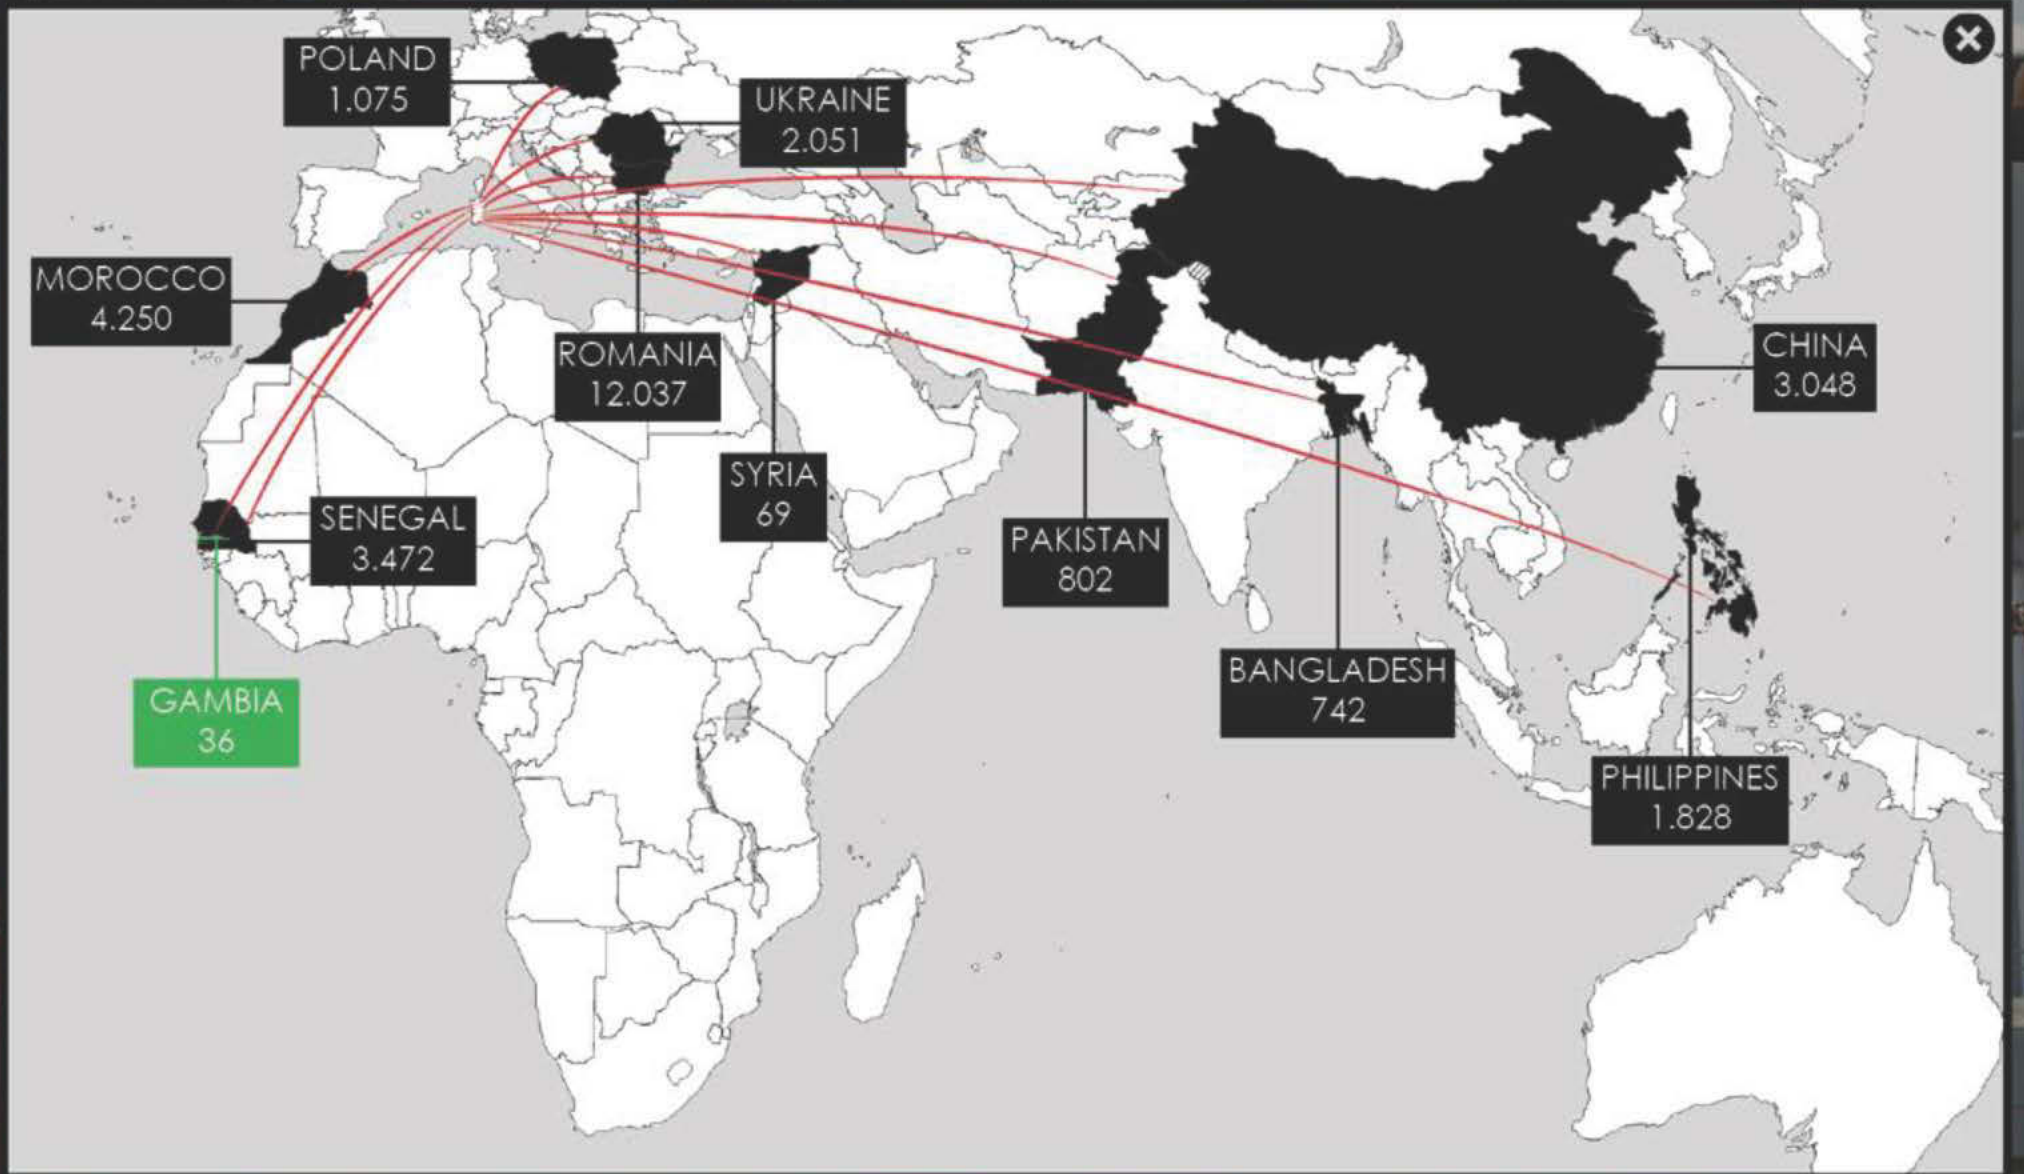 POLAND
1.075
UKRAINE
2.051
MOROCCO
4.250
ROMANIA
12.037
CHINA
3.048
SYRIA
69
SENEGAL
3.472
PAKISTAN
802
GAMBIA
36
BANGLADESH
742
PHILIPPINES
1.828